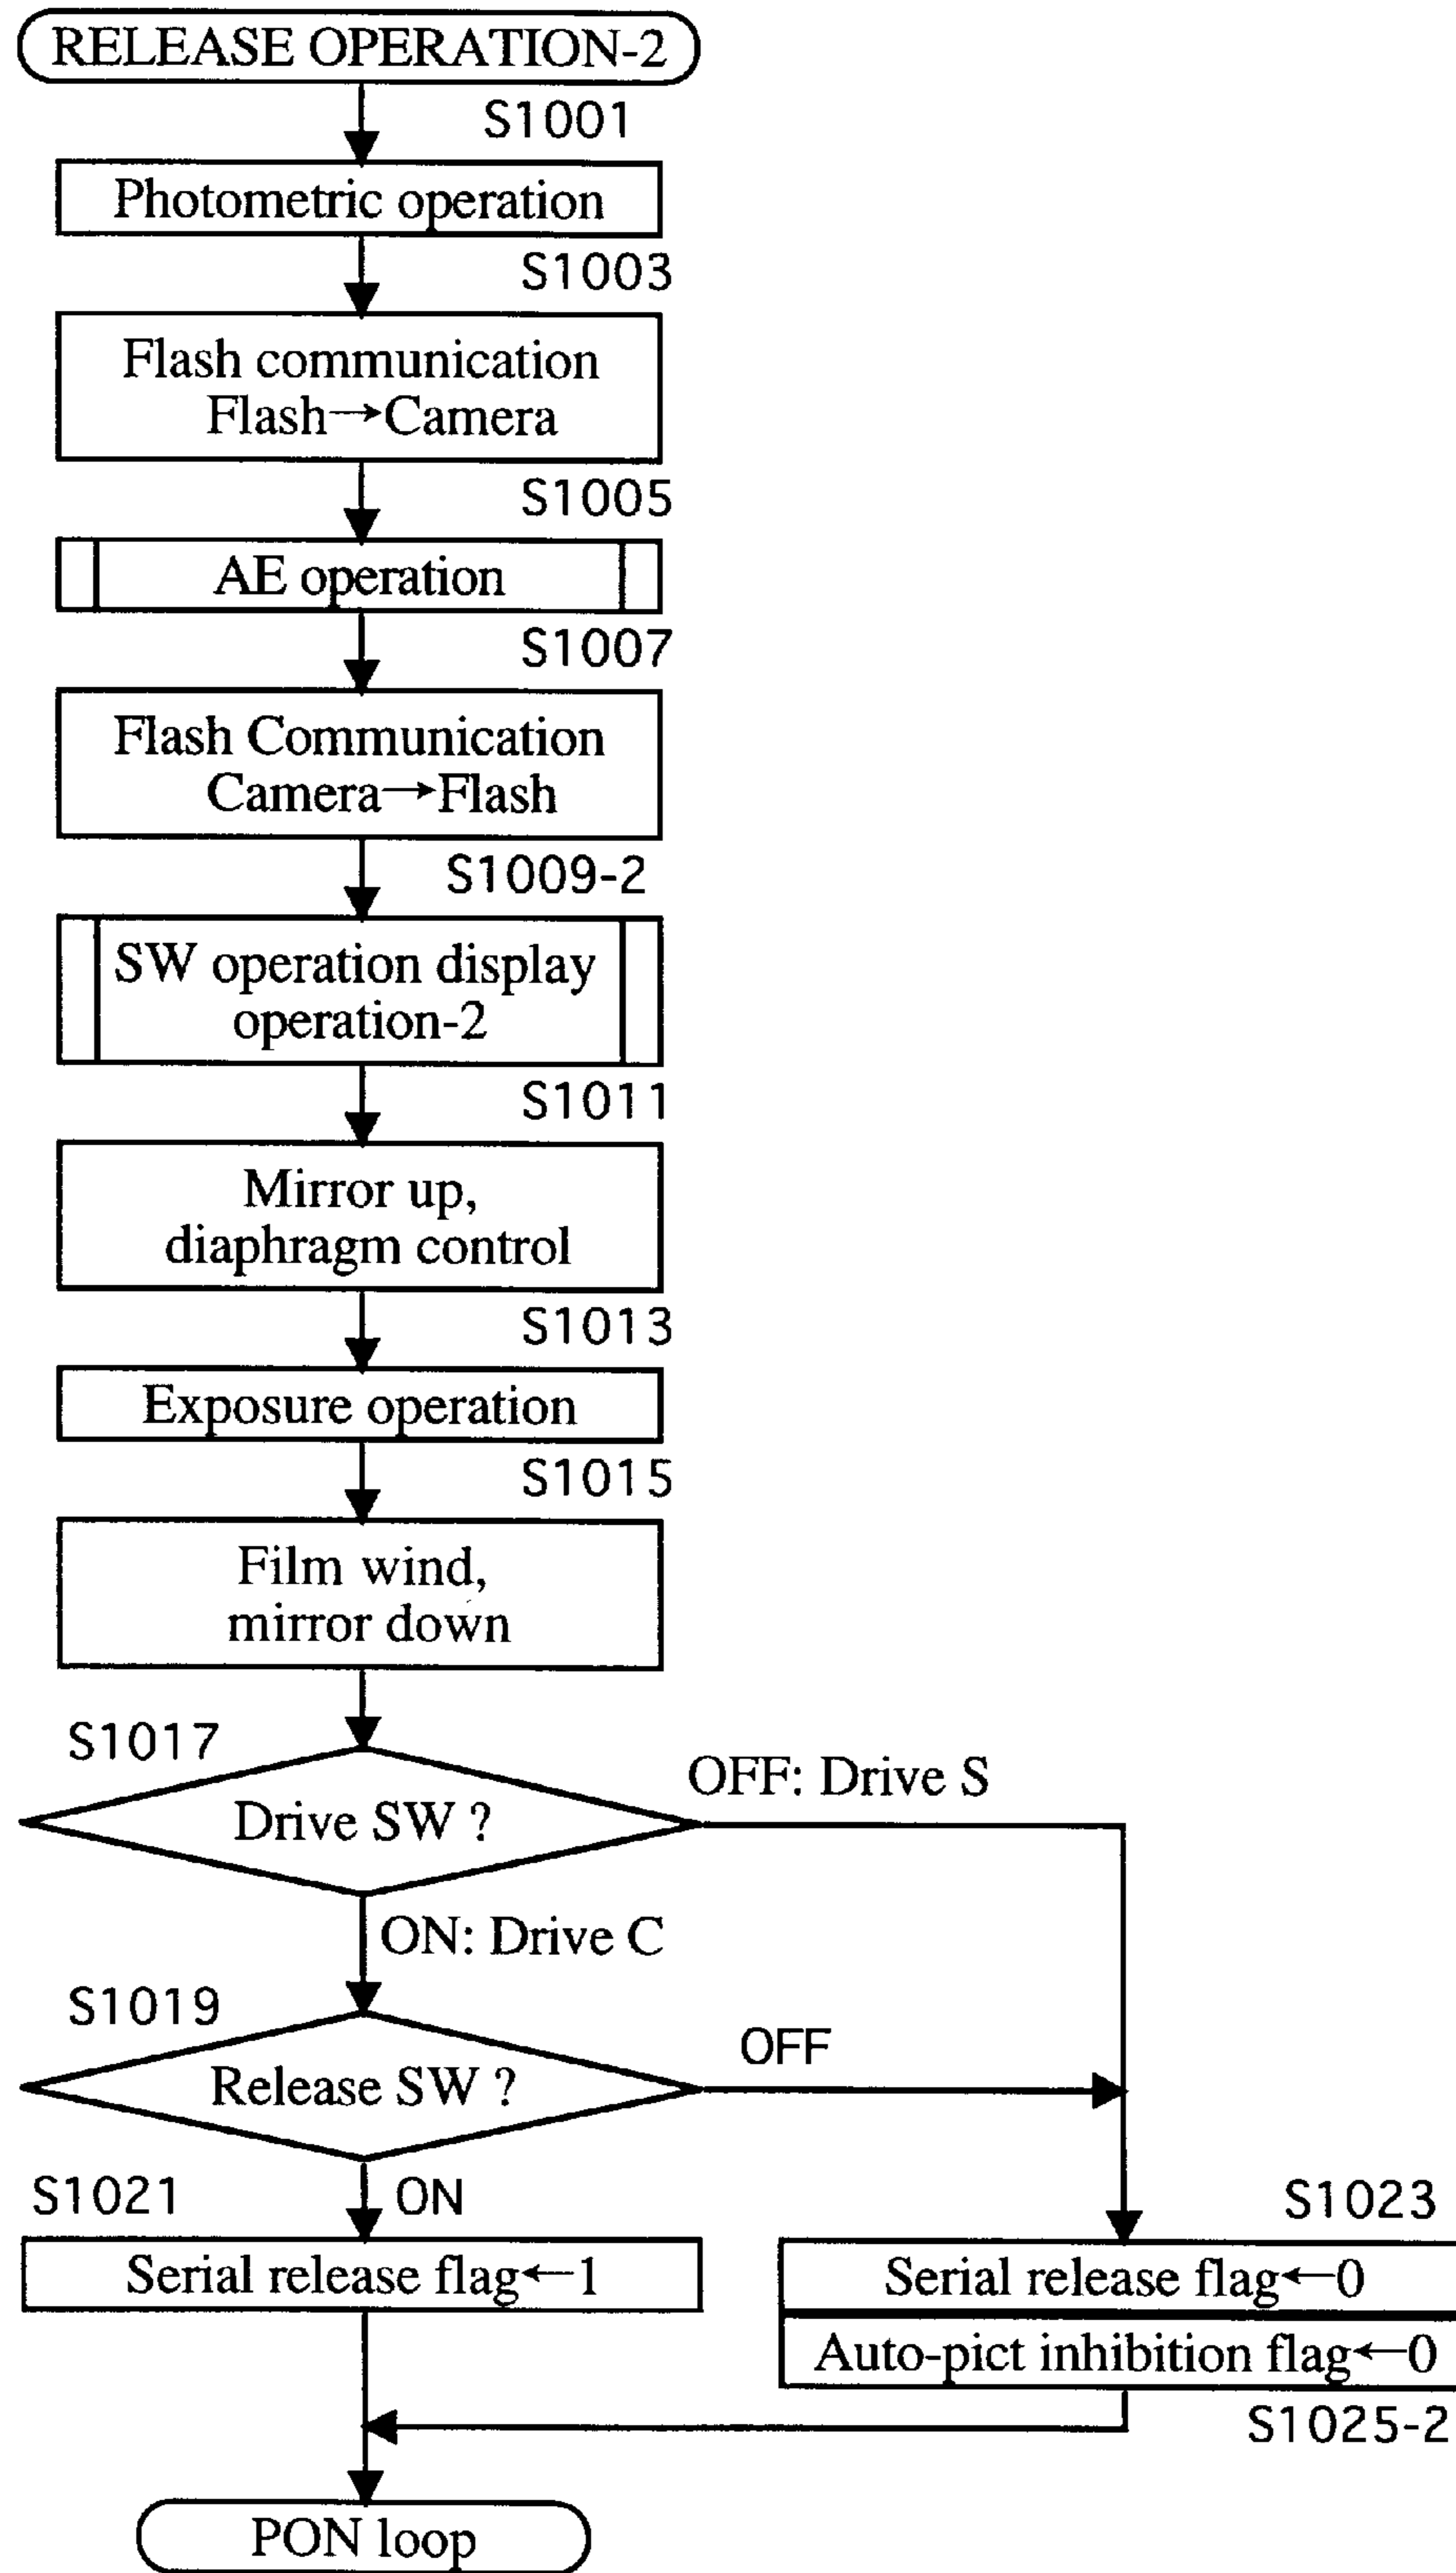 RELEASE OPERATION-2
S1001
Photometric operation
S1003
Flash communication
Flash→Camera
S1005
AE operation
S1007
Flash Communication
Camera→Flash
S1009-2
SW operation display
operation-2
S1011
Mirror up,
diaphragm control
S1013
Exposure operation
S1015
Film wind,
mirror down
S1017
OFF: Drive S
Drive SW ?
ON: Drive C
S1019
OFF
Release SW ?
S1021
ON
S1023
Serial release flag←1
Serial release flag←0
Auto-pict inhibition flag←0
S1025-2
PON loop